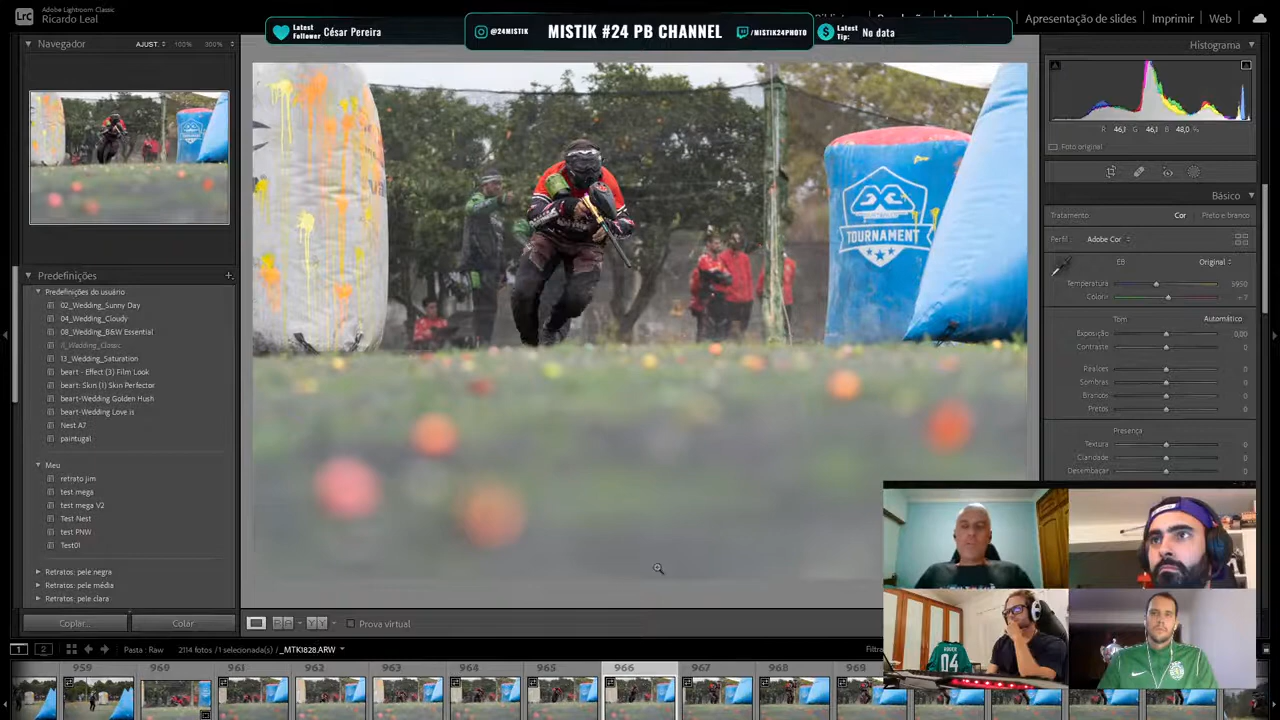 Adobe Lightroom Classic
Ricardo Leal
Latest Follower César Pereira
@24MISTIK
MISTIK #24 PB CHANNEL
/MISTIK24PHOTO
Latest Tip: No data
Apresentação de slides
Imprimir
Web
Navegador
AJUST.
100%
300%
Histograma
TOURNAMENT
R 46,1 G 46,1 B 48,0 %
Foto original
Básico
Tratamento
Cor
Preto e branco
Perfil:
Adobe Cor
EB
Original
Temperatura
5950
Colorir
+7
Tom
Automático
Exposição
0,00
Contraste
0
Realces
0
Sombras
0
Brancos
0
Pretos
0
Presença
Textura
0
Claridade
0
Desembaçar
0
Predefinições
Predefinições do usuário
02_Wedding_Sunny Day
04_Wedding_Cloudy
08_Wedding_B&W Essential
11_Wedding_Classic
13_Wedding_Saturation
beart - Effect (3) Film Look
beart: Skin (1) Skin Perfector
beart-Wedding Golden Hush
beart-Wedding Love is
Nest A7
paintugal
Meu
retrato jim
test mega
test mega V2
Test Nest
test PNW
Test01
Retratos: pele negra
Retratos: pele média
Retratos: pele clara
Copiar...
Colar
Prova virtual
04
1
2
Pasta : Raw
2114 fotos /1 selecionada(s) /_MTK1828.ARW
959
960
961
962
963
964
965
966
967
968
969